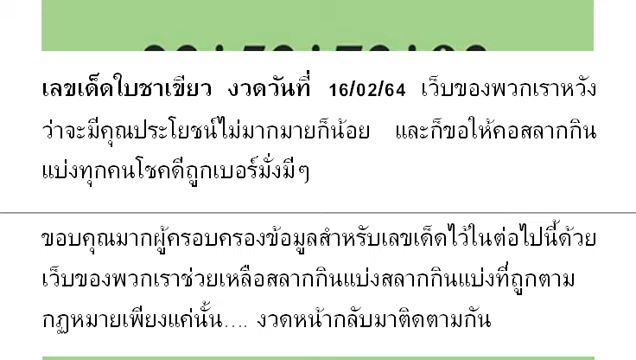 เลขเด็ดใบชาเขียว งวดวันที่ 16/02/64 เว็บของพวกเราหวัง
ว่าจะมีคุณประโยชน์ไม่มากมายก็น้อย และก็ขอให้คอสลากกิน
แบ่งทุกคนโชคดีถูกเบอร์มั่งมีๆ
ขอบคุณมากผู้ครอบครองข้อมูลสำหรับเลขเด็ดไว้ในต่อไปนี้ด้วย
เว็บของพวกเราช่วยเหลือสลากกินแบ่งสลากกินแบ่งที่ถูกตาม
กฏหมายเพียงแค่นั้น.... งวดหน้ากลับมาติดตามกัน